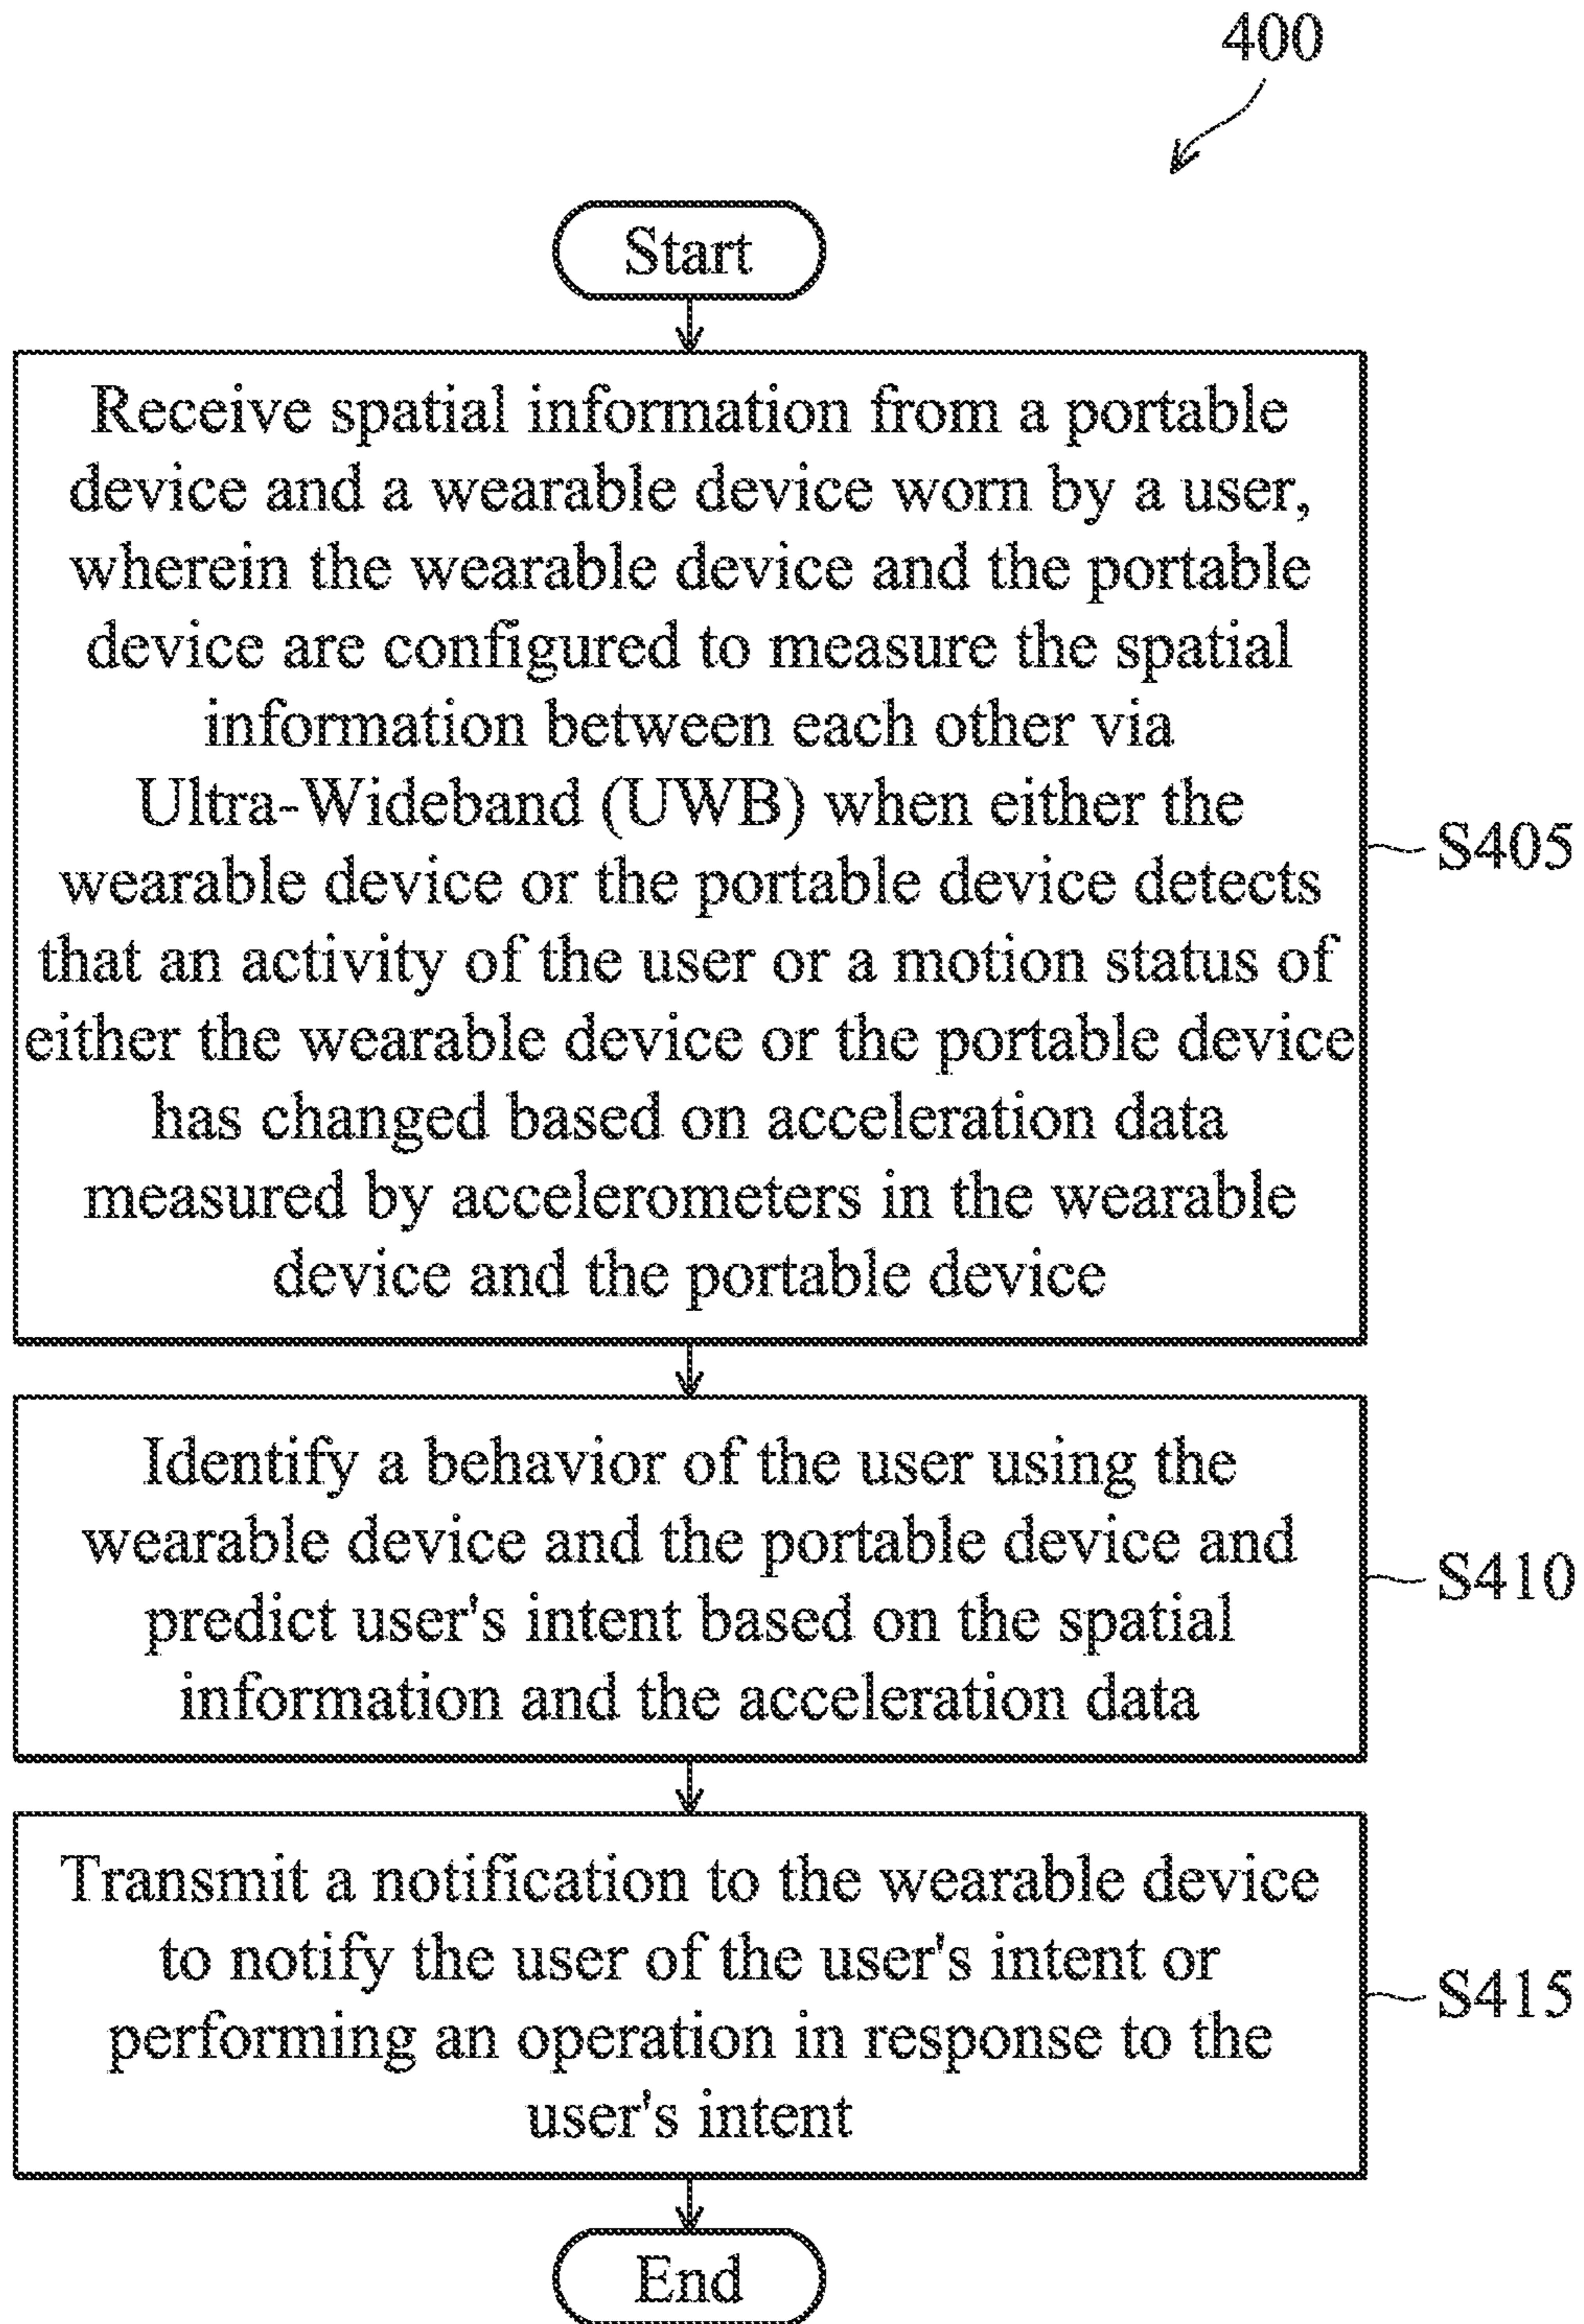 400
Start
Receive spatial information from a portable
device and a wearable device worn by a user,
wherein the wearable device and the portable
device are configured to measure the spatial
information between each other via
Ultra-Wideband (UWB) when either the
wearable device or the portable device detects
that an activity of the user or a motion status of
either the wearable device or the portable device
has changed based on acceleration data
measured by accelerometers in the wearable
device and the portable device
S405
Identify a behavior of the user using the
wearable device and the portable device and
predict user's intent based on the spatial
information and the acceleration data
S410
Transmit a notification to the wearable device
to notify the user of the user's intent or
performing an operation in response to the
user's intent
S415
End